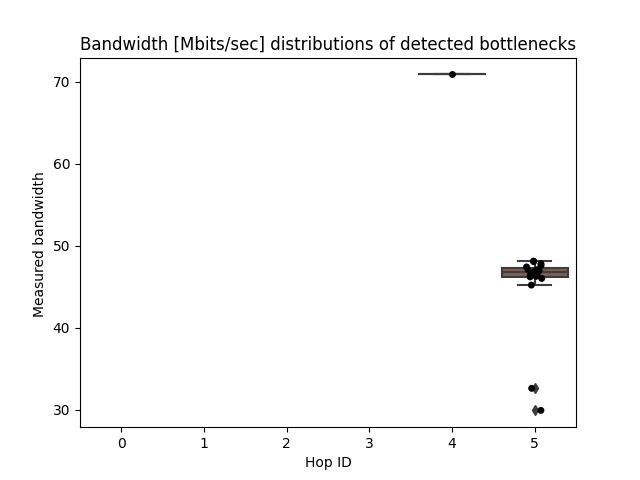 Bandwidth [Mbits/sec] distributions of detected bottlenecks
70
60
50
40
30
Measured bandwidth
0 1 2 3 4 5
Hop ID